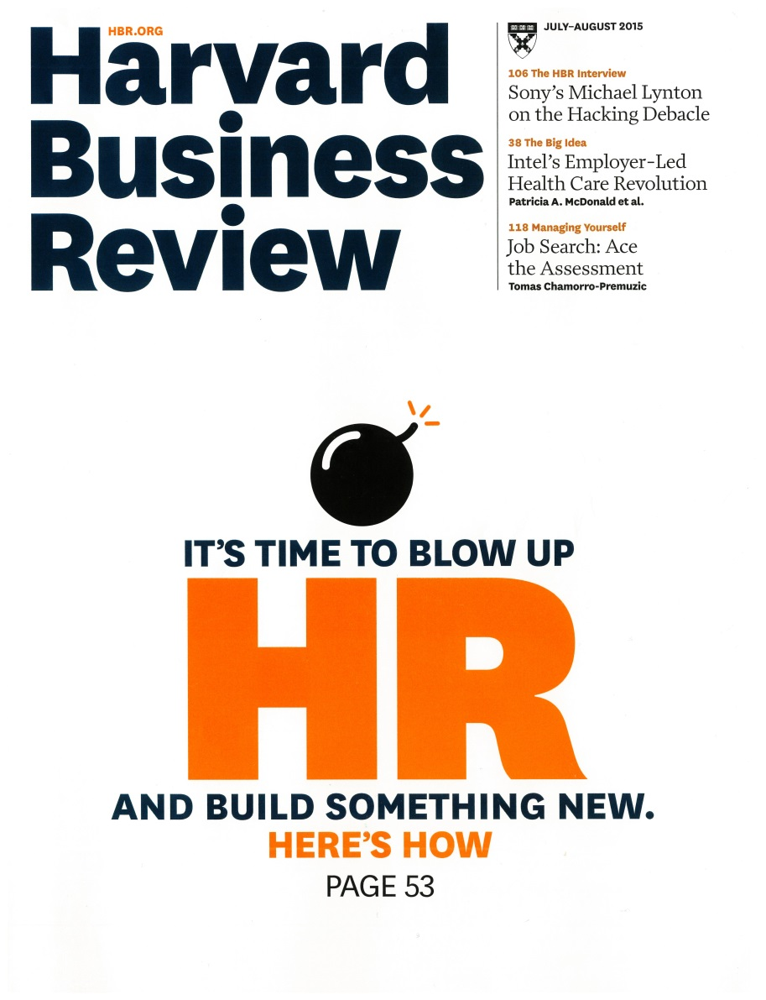 HBR.ORG
Harvard
Business
Review
JULY–AUGUST 2015
106 The HBR Interview
Sony’s Michael Lynton
on the Hacking Debacle
38 The Big Idea
Intel’s Employer-Led
Health Care Revolution
Patricia A. McDonald et al.
118 Managing Yourself
Job Search: Ace
the Assessment
Tomas Chamorro-Premuzic
IT’S TIME TO BLOW UP
HR
AND BUILD SOMETHING NEW.
HERE’S HOW
PAGE 53